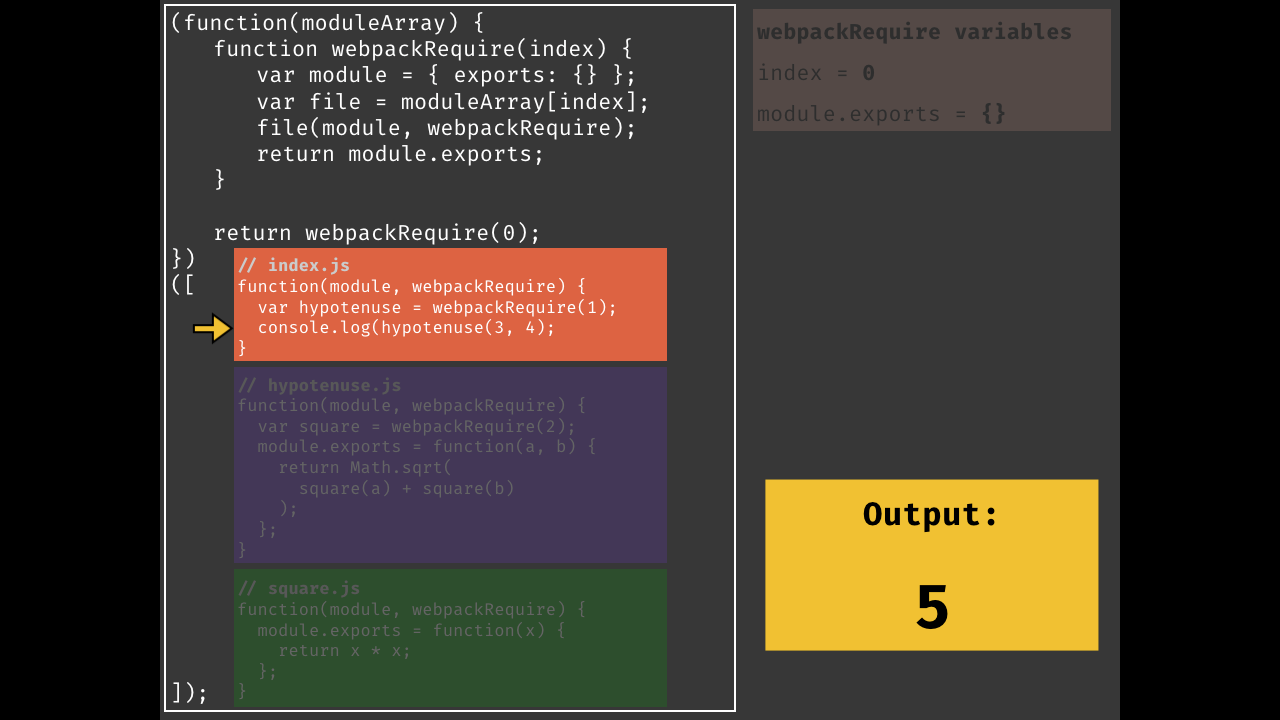 (function(moduleArray) {
function webpackRequire(index) {
var module = { exports: {} };
var file = moduleArray[index];
file(module, webpackRequire);
return module.exports;
}
return webpackRequire(0);
})
([
// index.js
function(module, webpackRequire) {
var hypotenuse = webpackRequire(1);
console.log(hypotenuse(3, 4);
}
// hypotenuse.js
function(module, webpackRequire) {
var square = webpackRequire(2);
module.exports = function(a, b) {
return Math.sqrt(
square(a) + square(b)
);
};
}
// square.js
function(module, webpackRequire) {
module.exports = function(x) {
return x * x;
};
}
]);
webpackRequire variables
index = 0
module.exports = {}
Output:
5